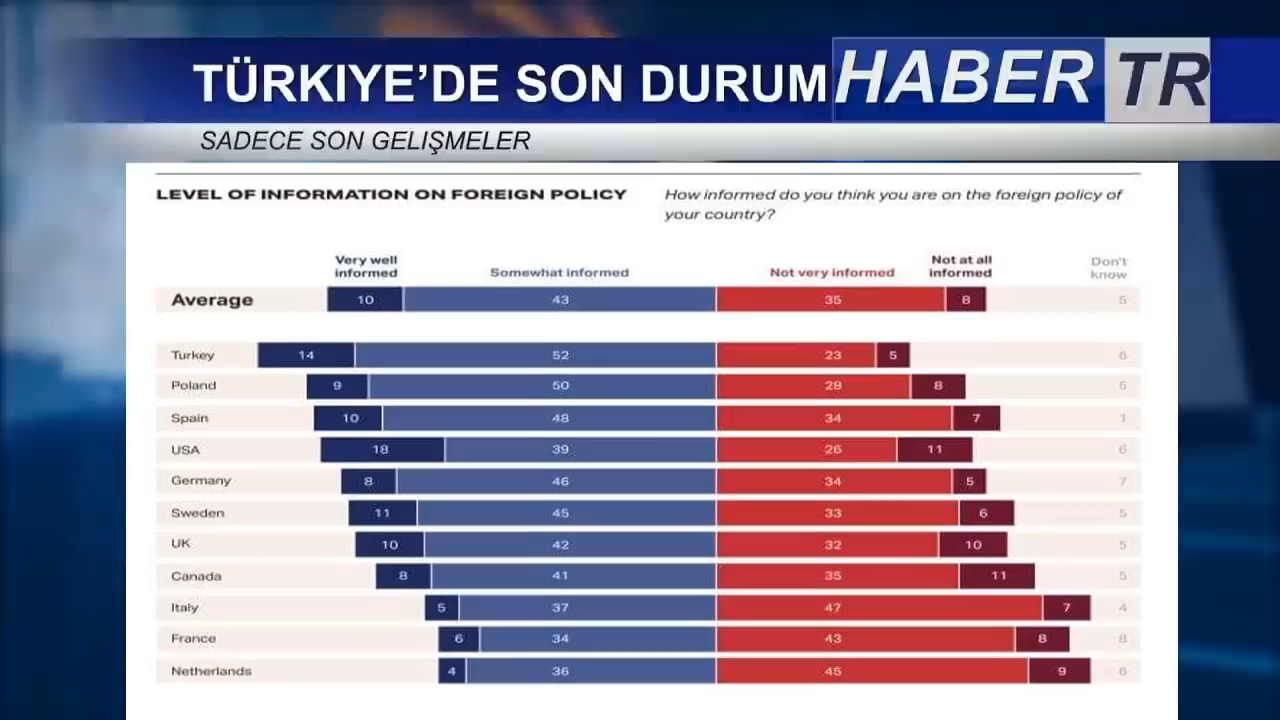 TÜRKIYE’DE SON DURUM HABER TR
SADECE SON GELIŞMELER
LEVEL OF INFORMATION ON FOREIGN POLICY
How informed do you think you are on the foreign policy of
your country?
Very well informed
Somewhat informed
Not very informed
Not at all informed
Don't know
Average 10 43 35 8 5
Turkey 14 52 23 5 6
Poland 9 50 28 8 5
Spain 10 48 34 7 1
USA 18 39 26 11 6
Germany 8 46 34 5 7
Sweden 11 45 33 6 5
UK 10 42 32 10 5
Canada 8 41 35 11 5
Italy 5 37 47 7 4
France 6 34 43 8 8
Netherlands 4 36 45 9 6